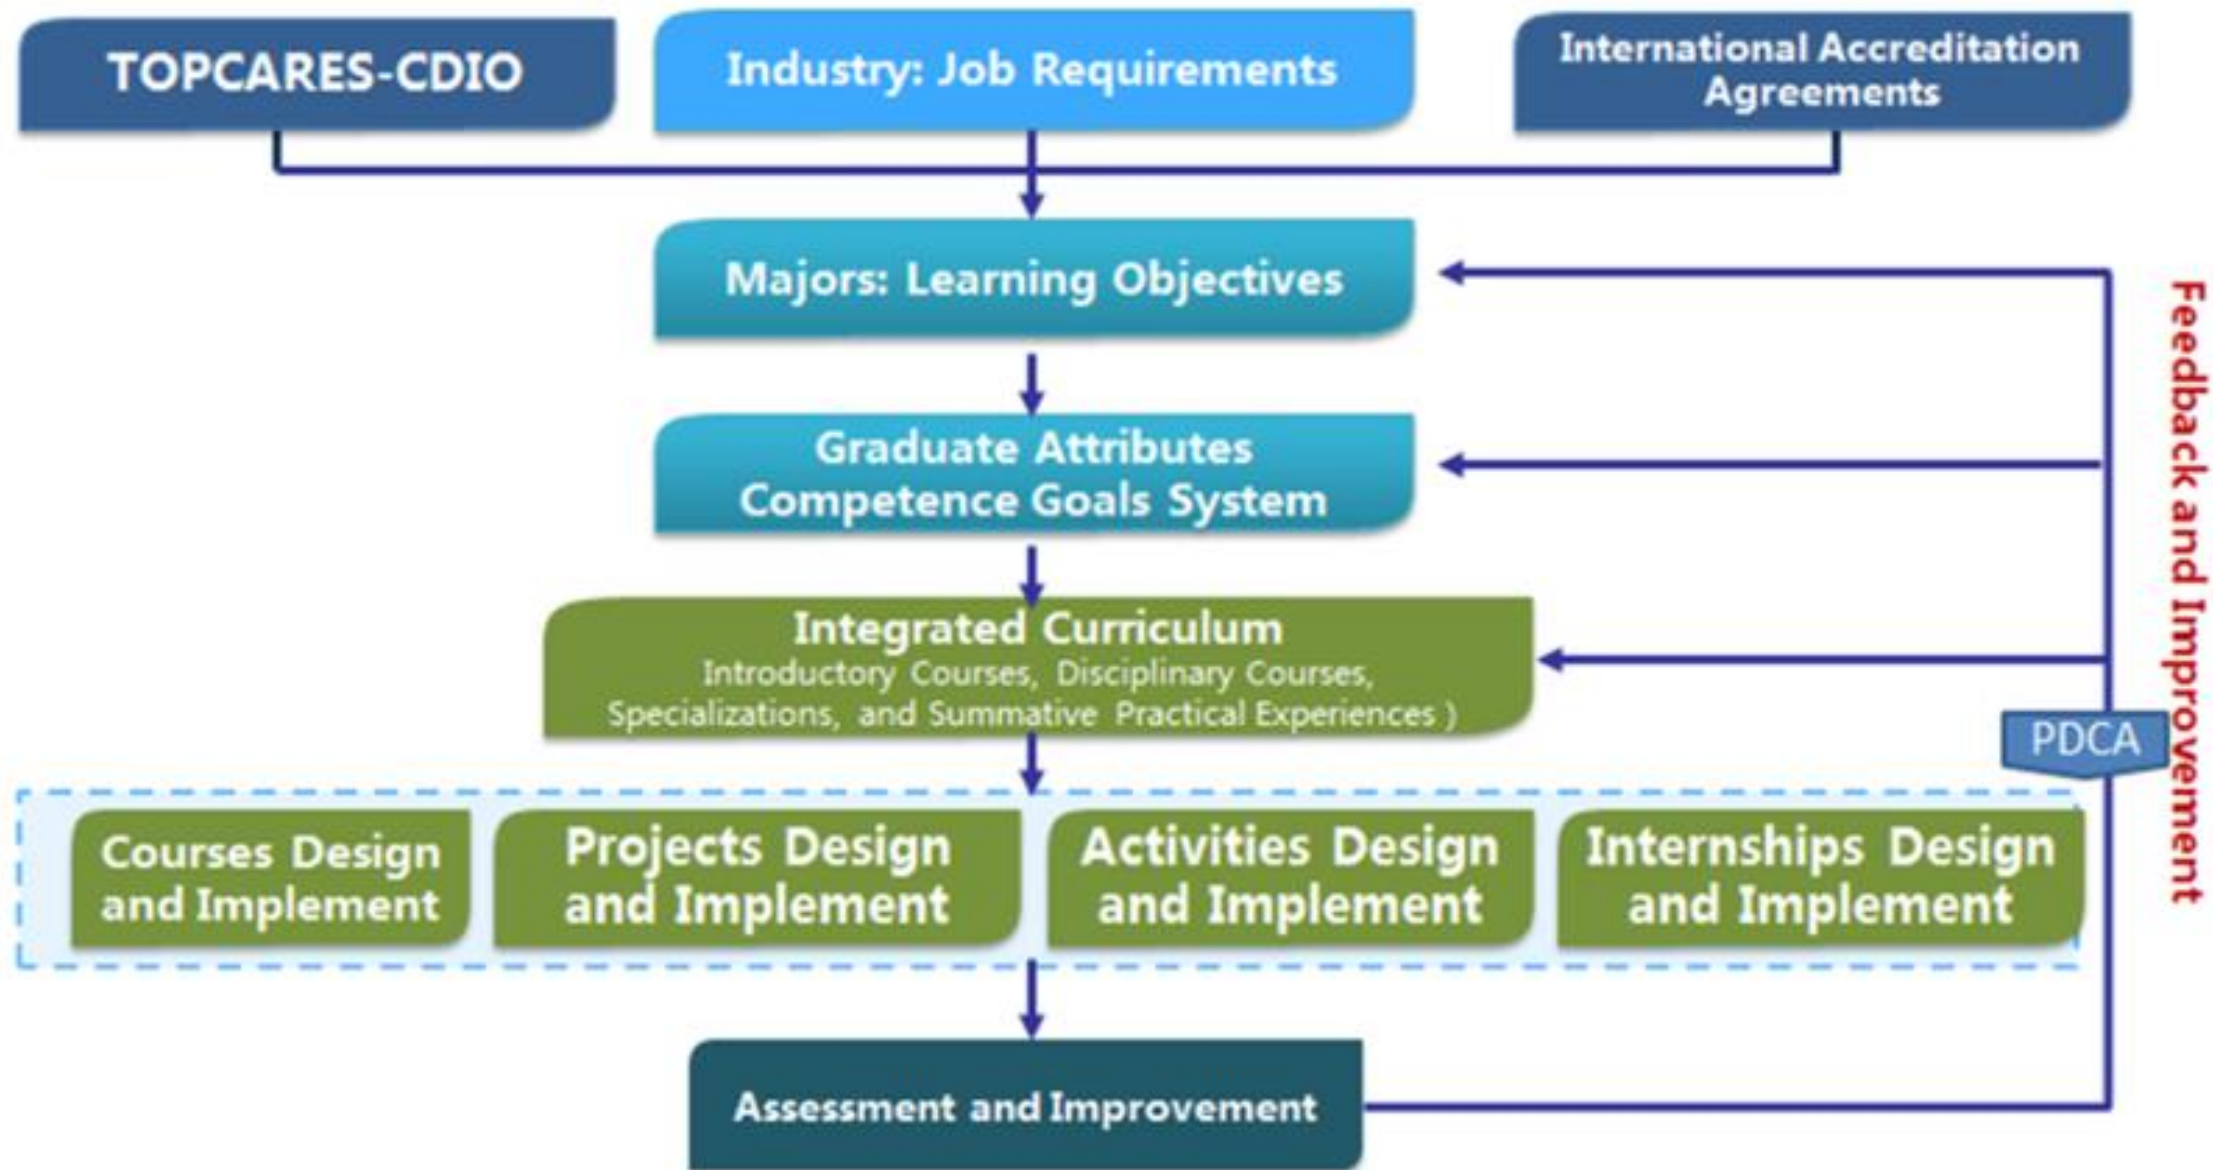 TOPCARES-CDIO
Industry: Job Requirements
International Accreditation
Agreements
Majors: Learning Objectives
Graduate Attributes
Competence Goals System
Integrated Curriculum
Introductory Courses, Disciplinary Courses,
Specializations, and Summative Practical Experiences )
Feedback and Improvement
PDCA
Courses Design
and Implement
Projects Design
and Implement
Activities Design
and Implement
Internships Design
and Implement
Assessment and Improvement